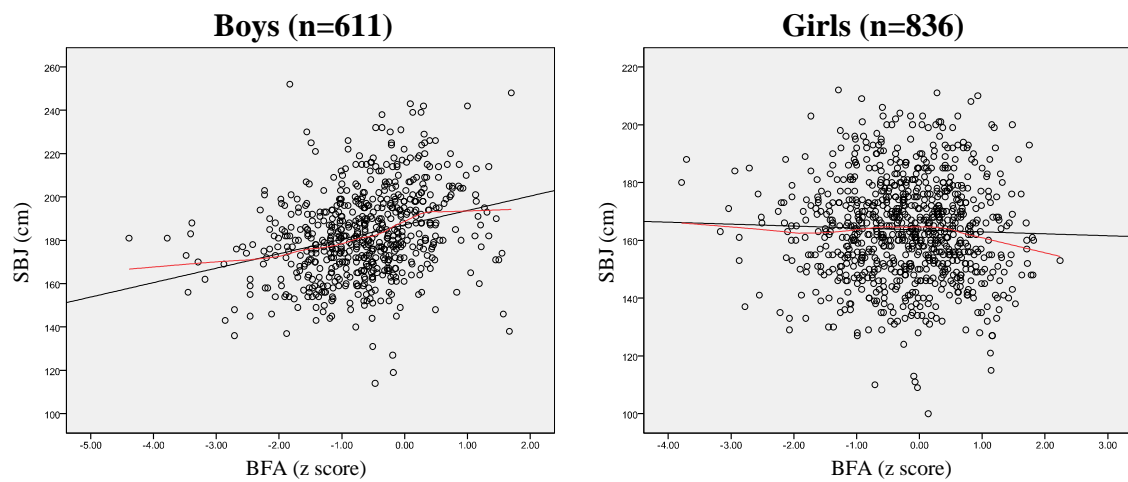 Boys (n=611)
SBJ (cm)
260
240
220
200
180
160
140
120
100
-5.00 -4.00 -3.00 -2.00 -1.00 0.00 1.00 2.00
BFA (z score)
Girls (n=836)
SBJ (cm)
220
200
180
160
140
120
100
-4.00 -3.00 -2.00 -1.00 0.00 1.00 2.00 3.00
BFA (z score)